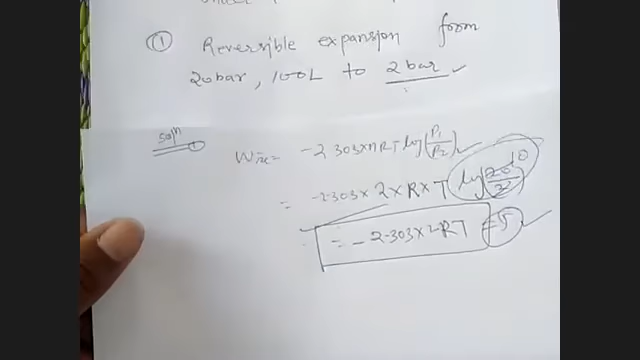 (1) Reversible expansion from
20bar, 100L to 2bar
Soln
-2.303×nRT log(P1/P2)
= -2.303×2×R×T log(20/2)
= -2.303×2RT